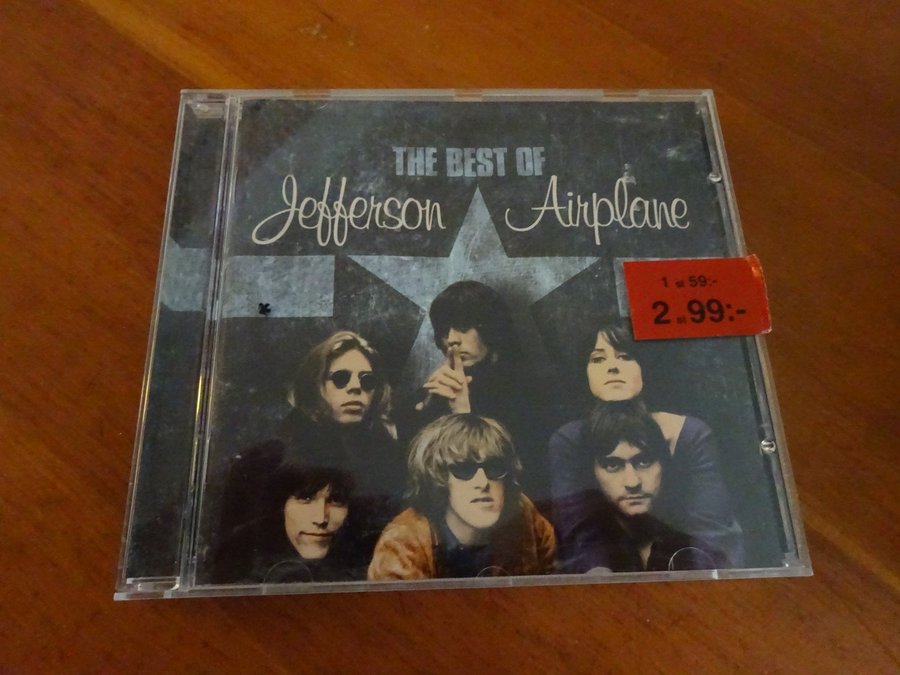 THE BEST OF
Jefferson Airplane
1 st 59:-
2 st 99:-